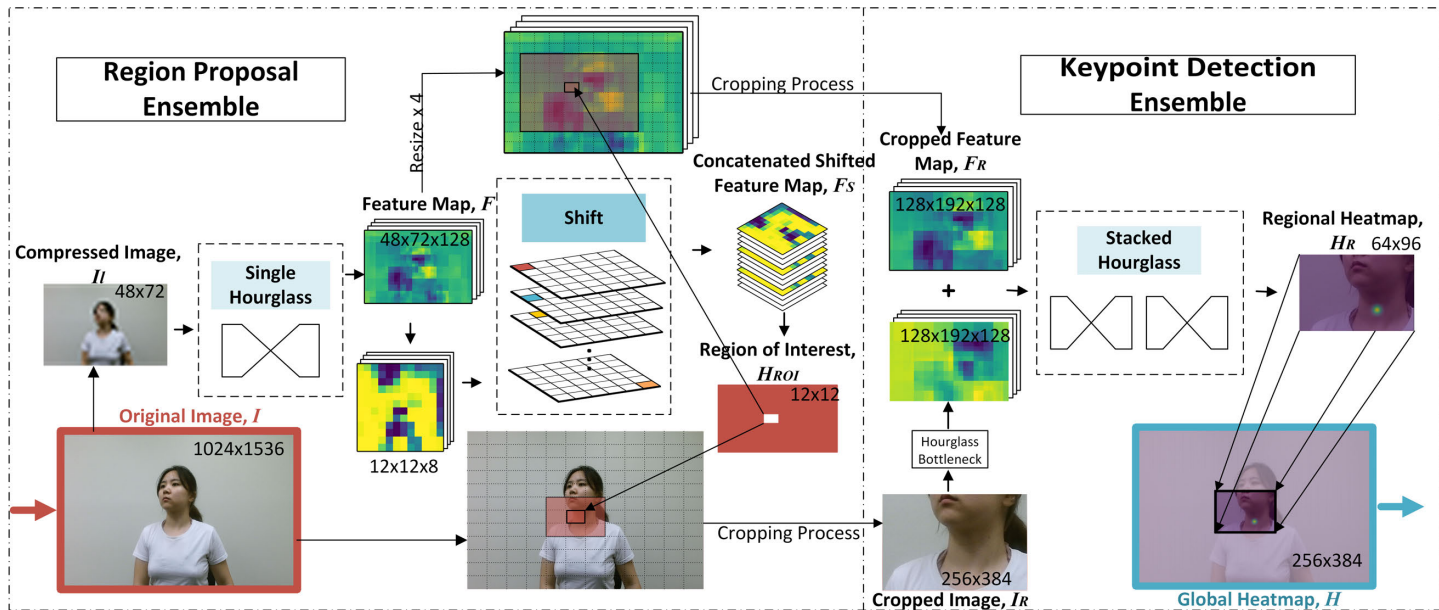 Region Proposal
Ensemble
Keypoint Detection
Ensemble
Resize x 4
Cropping Process
Compressed Image,
Il
48x72
Single
Hourglass
Feature Map, F
48x72x128
12x12x8
Shift
Concatenated Shifted
Feature Map, FS
Region of Interest,
HROI
12x12
Original Image, I
1024x1536
Cropping Process
Cropped Feature
Map, FR
128x192x128
+
128x192x128
Hourglass
Bottleneck
256x384
Cropped Image, IR
Stacked
Hourglass
Regional Heatmap,
HR 64x96
256x384
Global Heatmap, H